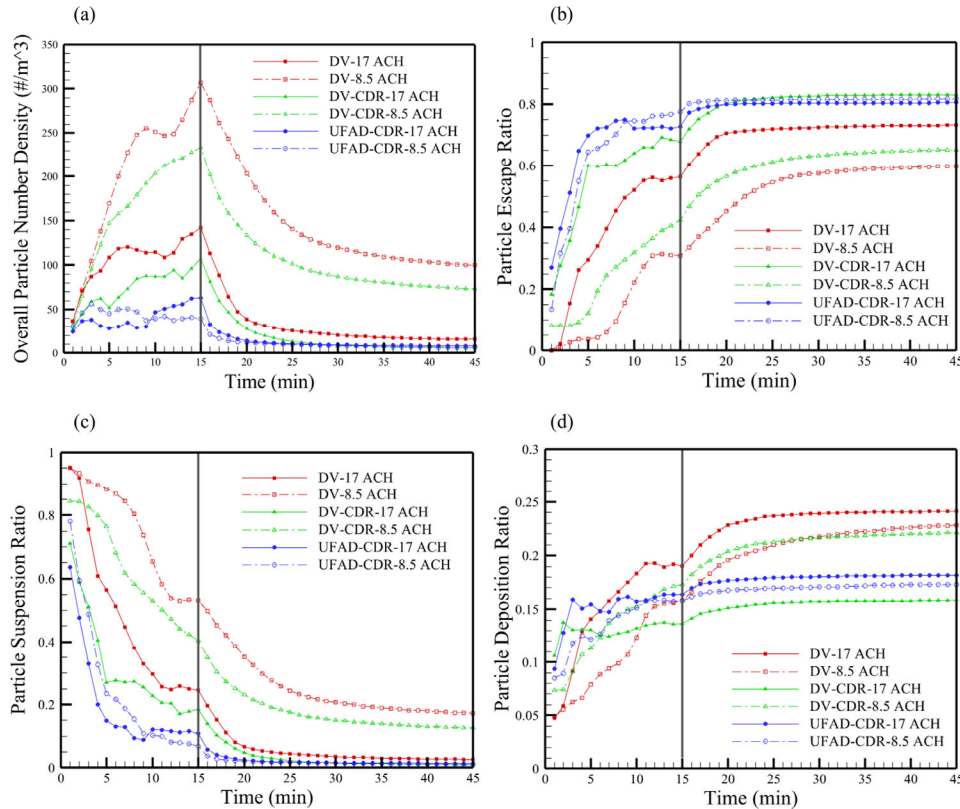 (a)
Overall Particle Number Density (#/m^3)
350
300
250
200
150
100
50
0
0 5 10 15 20 25 30 35 40 45
Time (min)
DV-17 ACH
DV-8.5 ACH
DV-CDR-17 ACH
DV-CDR-8.5 ACH
UFAD-CDR-17 ACH
UFAD-CDR-8.5 ACH
(b)
Particle Escape Ratio
1
0.8
0.6
0.4
0.2
0
0 5 10 15 20 25 30 35 40 45
Time (min)
DV-17 ACH
DV-8.5 ACH
DV-CDR-17 ACH
DV-CDR-8.5 ACH
UFAD-CDR-17 ACH
UFAD-CDR-8.5 ACH
(c)
Particle Suspension Ratio
1
0.8
0.6
0.4
0.2
0
0 5 10 15 20 25 30 35 40 45
Time (min)
DV-17 ACH
DV-8.5 ACH
DV-CDR-17 ACH
DV-CDR-8.5 ACH
UFAD-CDR-17 ACH
UFAD-CDR-8.5 ACH
(d)
Particle Deposition Ratio
0.3
0.25
0.2
0.15
0.1
0.05
0
0 5 10 15 20 25 30 35 40 45
Time (min)
DV-17 ACH
DV-8.5 ACH
DV-CDR-17 ACH
DV-CDR-8.5 ACH
UFAD-CDR-17 ACH
UFAD-CDR-8.5 ACH